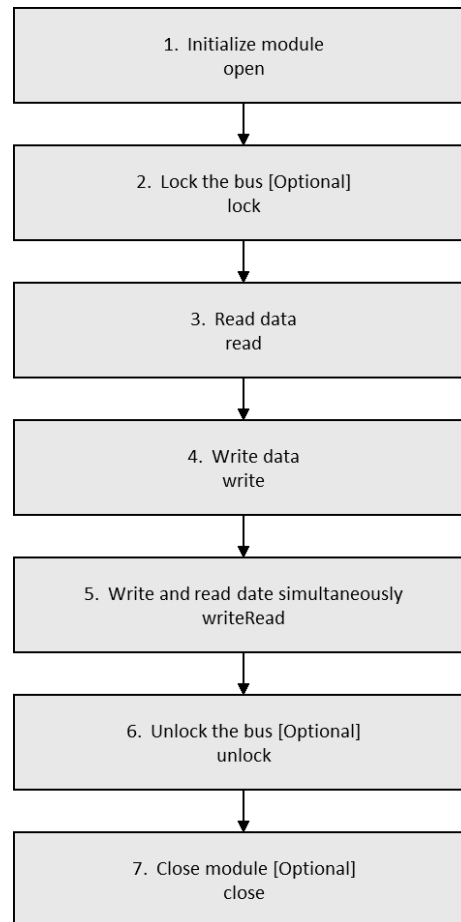 1. Initialize module
open
2. Lock the bus [Optional]
lock
3. Read data
read
4. Write data
write
5. Write and read date simultaneously
writeRead
6. Unlock the bus [Optional]
unlock
7. Close module [Optional]
close